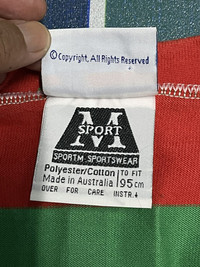 © Copyright, All Rights Reserved
M
SPORT
SPORTM SPORTSWEAR
Polyester/Cotton TO FIT
Made in Australia 95cm
OVER FOR CARE INSTR.↓